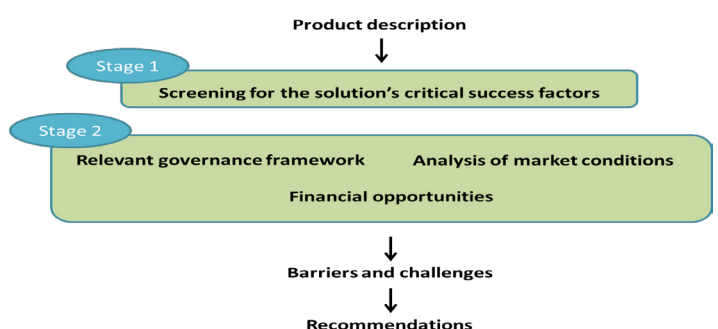 Product description
Stage 1
Screening for the solution's critical success factors
Stage 2
Relevant governance framework
Analysis of market conditions
Financial opportunities
Barriers and challenges
Recommendations